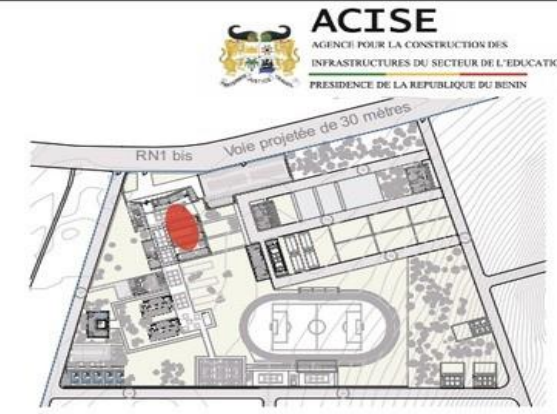 ACISE
AGENCE POUR LA CONSTRUCTION DES
INFRASTRUCTURES DU SECTEUR DE L'EDUCATIO
PRESIDENCE DE LA REPUBLIQUE DU BENIN
RN1 bis
Voie projetée de 30 mètres